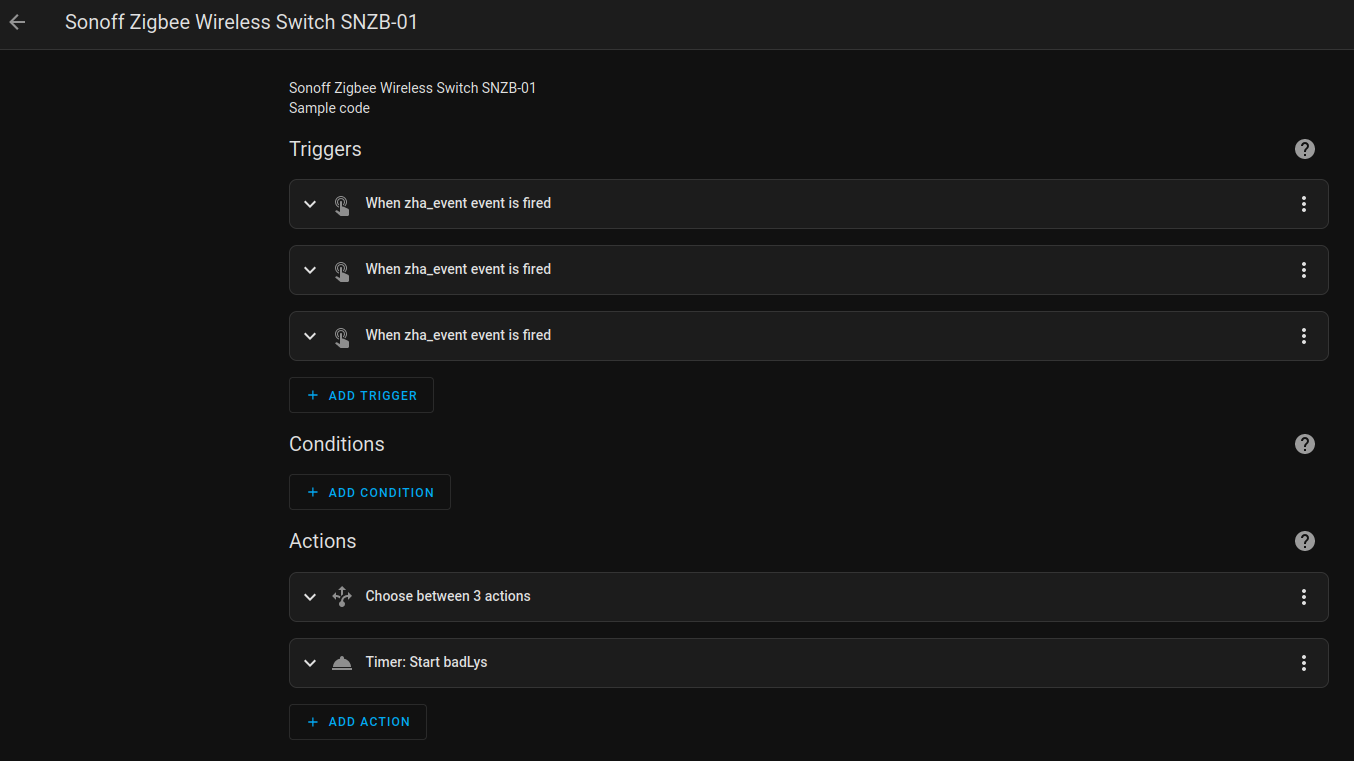 Sonoff Zigbee Wireless Switch SNZB-01
Sonoff Zigbee Wireless Switch SNZB-01
Sample code
Triggers
When zha_event event is fired
When zha_event event is fired
When zha_event event is fired
+ ADD TRIGGER
Conditions
+ ADD CONDITION
Actions
Choose between 3 actions
Timer: Start badLys
+ ADD ACTION